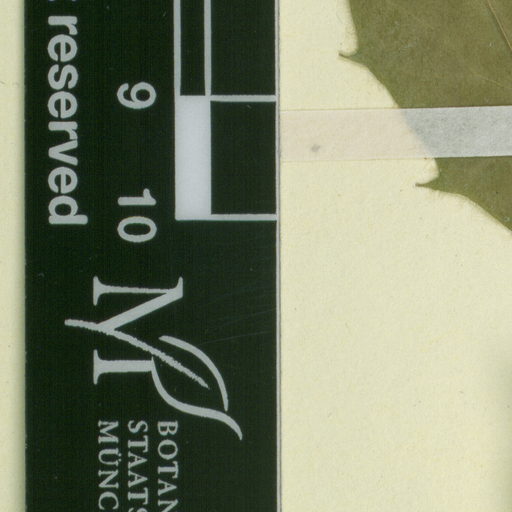 reserved
9
10
M
BOTAN
STAATS
MÜNC